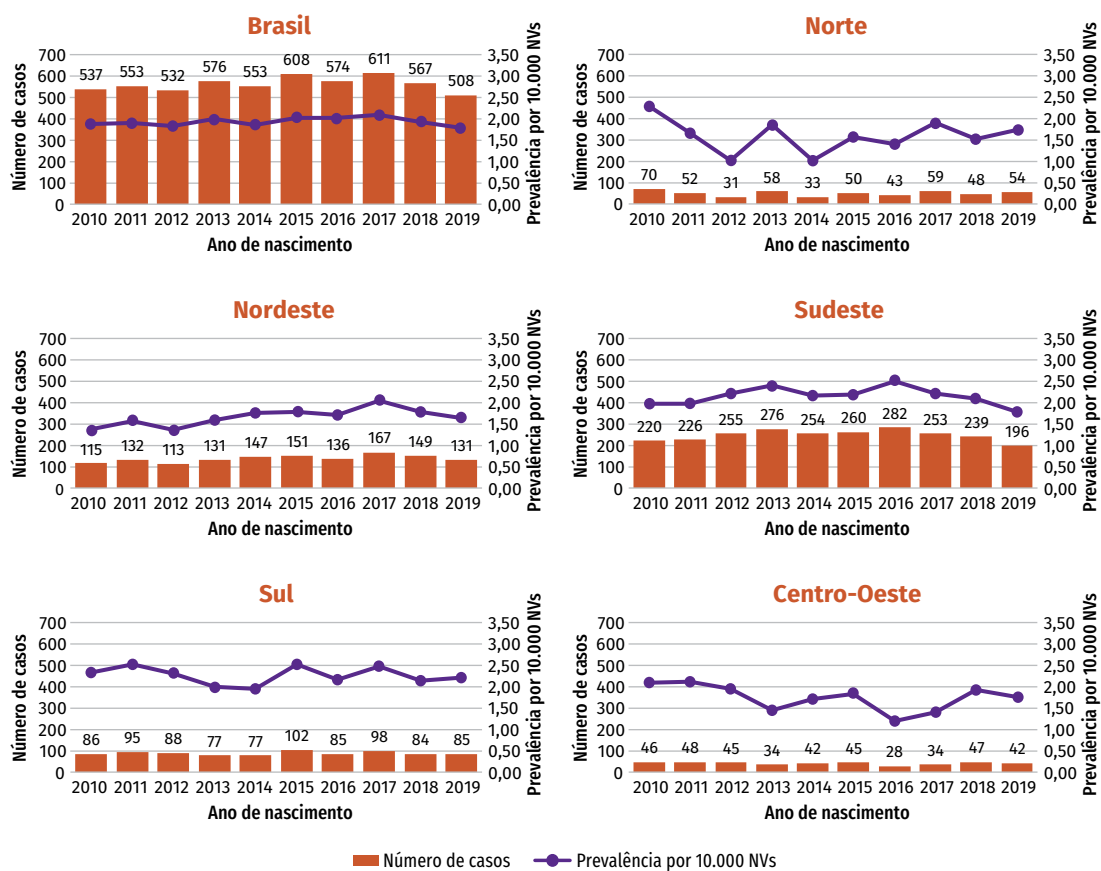 Brasil
Número de casos
700
600
500
400
300
200
100
0
537 553 532 576 553 608 574 611 567 508
3,50
3,00
2,50
2,00
1,50
1,00
0,50
0,00
Prevalência por 10.000 NVs
2010 2011 2012 2013 2014 2015 2016 2017 2018 2019
Ano de nascimento
Norte
Número de casos
700
600
500
400
300
200
100
0
70 52 31 58 33 50 43 59 48 54
3,50
3,00
2,50
2,00
1,50
1,00
0,50
0,00
Prevalência por 10.000 NVs
2010 2011 2012 2013 2014 2015 2016 2017 2018 2019
Ano de nascimento
Nordeste
Número de casos
700
600
500
400
300
200
100
0
115 132 113 131 147 151 136 167 149 131
3,50
3,00
2,50
2,00
1,50
1,00
0,50
0,00
Prevalência por 10.000 NVs
2010 2011 2012 2013 2014 2015 2016 2017 2018 2019
Ano de nascimento
Sudeste
Número de casos
700
600
500
400
300
200
100
0
220 226 255 276 254 260 282 253 239 196
3,50
3,00
2,50
2,00
1,50
1,00
0,50
0,00
Prevalência por 10.000 NVs
2010 2011 2012 2013 2014 2015 2016 2017 2018 2019
Ano de nascimento
Sul
Número de casos
700
600
500
400
300
200
100
0
86 95 88 77 77 102 85 98 84 85
3,50
3,00
2,50
2,00
1,50
1,00
0,50
0,00
Prevalência por 10.000 NVs
2010 2011 2012 2013 2014 2015 2016 2017 2018 2019
Ano de nascimento
Centro-Oeste
Número de casos
700
600
500
400
300
200
100
0
46 48 45 34 42 45 28 34 47 42
3,50
3,00
2,50
2,00
1,50
1,00
0,50
0,00
Prevalência por 10.000 NVs
2010 2011 2012 2013 2014 2015 2016 2017 2018 2019
Ano de nascimento
Número de casos Prevalência por 10.000 NVs